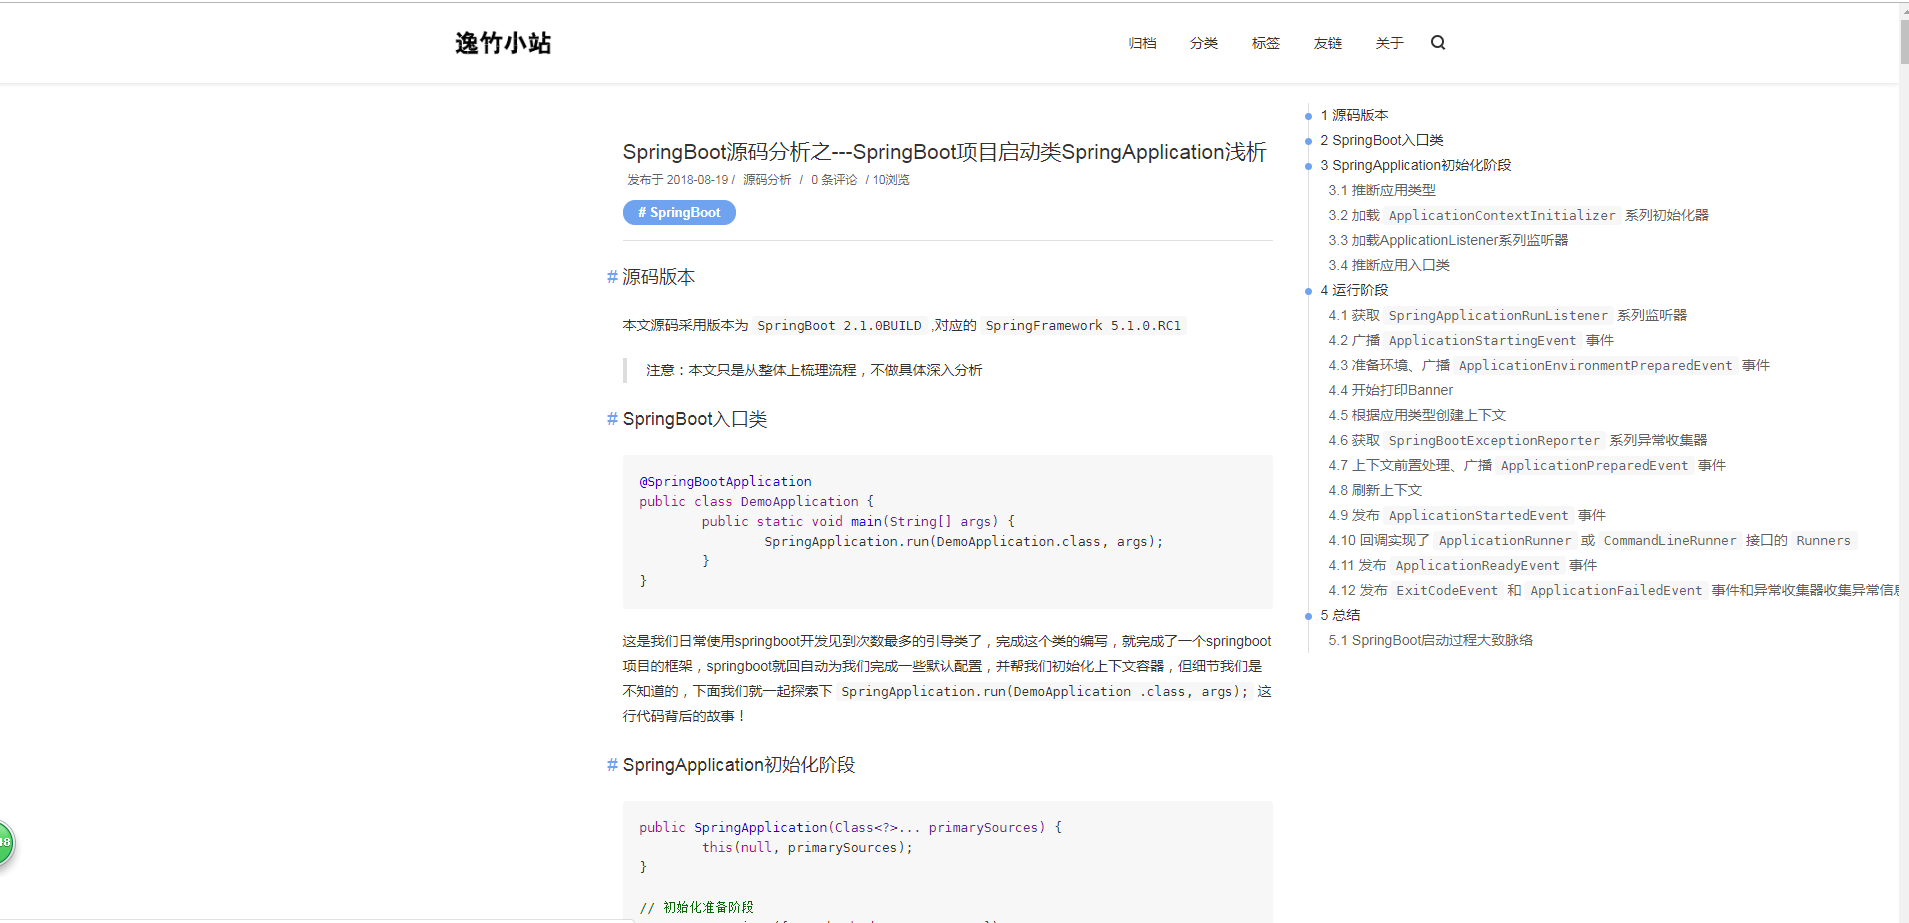 逸竹小站
归档 分类 标签 友链 关于
SpringBoot源码分析之---SpringBoot项目启动类SpringApplication浅析
发布于 2018-08-19 / 源码分析 / 0 条评论 / 10浏览
# SpringBoot
# 源码版本
本文源码采用版本为 SpringBoot 2.1.0BUILD ,对应的 SpringFramework 5.1.0.RC1
注意：本文只是从整体上梳理流程，不做具体深入分析
# SpringBoot入口类
@SpringBootApplication
public class DemoApplication {
public static void main(String[] args) {
SpringApplication.run(DemoApplication.class, args);
}
}
这是我们日常使用springboot开发见到次数最多的引导类了，完成这个类的编写，就完成了一个springboot
项目的框架，springboot就回自动为我们完成一些默认配置，并帮我们初始化上下文容器，但细节我们是
不知道的，下面我们就一起探索下 SpringApplication.run(DemoApplication .class, args); 这
行代码背后的故事！
# SpringApplication初始化阶段
public SpringApplication(Class<?>... primarySources) {
this(null, primarySources);
}
// 初始化准备阶段
1 源码版本
2 SpringBoot入口类
3 SpringApplication初始化阶段
3.1 推断应用类型
3.2 加载 ApplicationContextInitializer 系列初始化器
3.3 加载ApplicationListener系列监听器
3.4 推断应用入口类
4 运行阶段
4.1 获取 SpringApplicationRunListener 系列监听器
4.2 广播 ApplicationStartingEvent 事件
4.3 准备环境、广播 ApplicationEnvironmentPreparedEvent 事件
4.4 开始打印Banner
4.5 根据应用类型创建上下文
4.6 获取 SpringBootExceptionReporter 系列异常收集器
4.7 上下文前置处理、广播 ApplicationPreparedEvent 事件
4.8 刷新上下文
4.9 发布 ApplicationStartedEvent 事件
4.10 回调实现了 ApplicationRunner 或 CommandLineRunner 接口的 Runners
4.11 发布 ApplicationReadyEvent 事件
4.12 发布 ExitCodeEvent 和 ApplicationFailedEvent 事件和异常收集器收集异常信息
5 总结
5.1 SpringBoot启动过程大致脉络